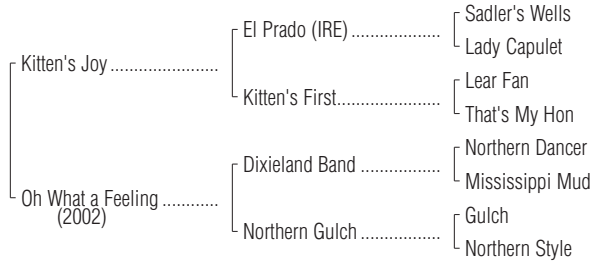 Sadler's Wells
El Prado (IRE) ....................
Lady Capulet
Kitten's Joy ........................
Lear Fan
Kitten's First.......................
That's My Hon
Northern Dancer
Dixieland Band ..................
Mississippi Mud
Oh What a Feeling ............
(2002)
Gulch
Northern Gulch ..................
Northern Style